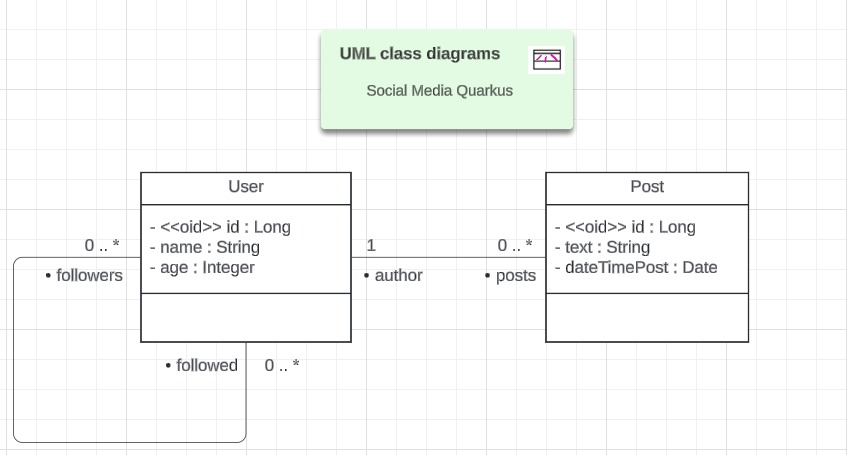 UML class diagrams
Social Media Quarkus
User
- <<oid>> id : Long
- name : String
- age : Integer
Post
- <<oid>> id : Long
- text : String
- dateTimePost : Date
0 .. *
• followers
1
• author
0 .. *
• posts
• followed
0 .. *